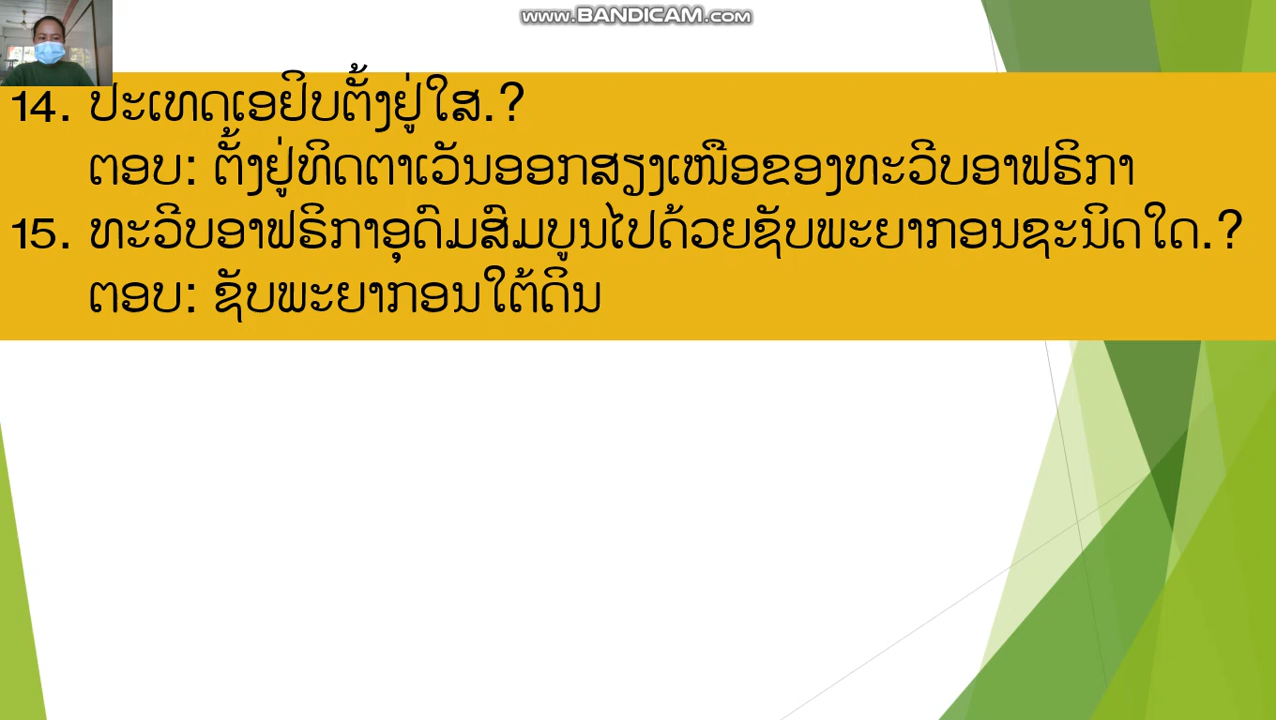 www.BANDICAM.com
14. ປະເທດເອຢິບຕັ້ງຢູ່ໃສ.?
ຕອບ: ຕັ້ງຢູ່ທິດຕາເວັນອອກສຽງເໜືອຂອງທະວີບອາຟຣິກາ
15. ທະວີບອາຟຣິກາອຸດົມສົມບູນໄປດ້ວຍຊັບພະຍາກອນຊະນິດໃດ.?
ຕອບ: ຊັບພະຍາກອນໃຕ້ດິນ